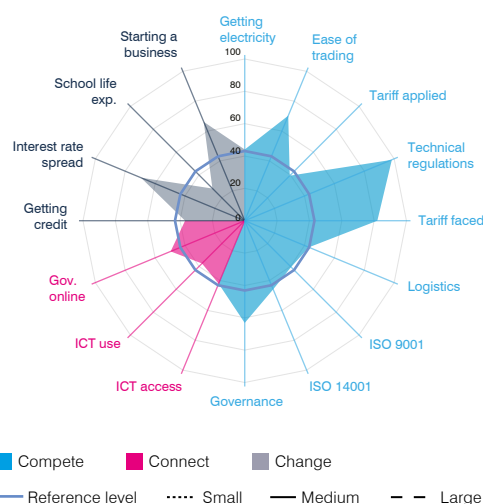 Getting
electricity
Starting a
business
Ease of
trading
School life
exp.
Tariff applied
Interest rate
spread
Technical
regulations
Getting
credit
Tariff faced
Gov.
online
Logistics
ICT use
ISO 9001
ICT access
ISO 14001
Governance
100
80
60
40
20
0
Compete
Connect
Change
Reference level
Small
Medium
Large